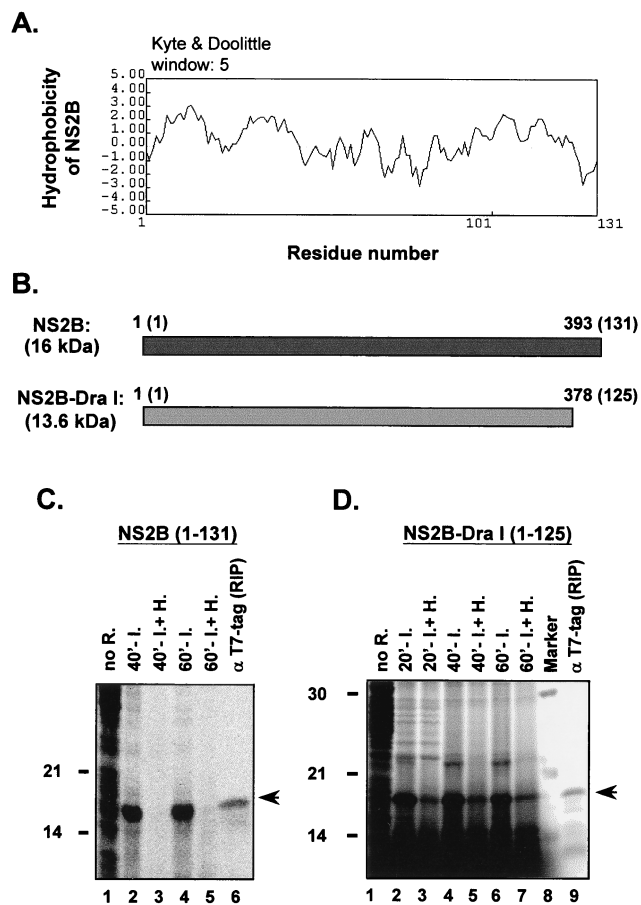 A.
Kyte & Doolittle
window: 5
Hydrophobicity
of NS2B
5.00
4.00
3.00
2.00
1.00
0.00
-1.00
-2.00
-3.00
-4.00
-5.00
1
101
131
Residue number
B.
NS2B:
(16 kDa)
1 (1)
393 (131)
NS2B-Dra I:
(13.6 kDa)
1 (1)
378 (125)
C.
NS2B (1-131)
no R.
40'- I.
40'- I.+ H.
60'- I.
60'- I.+ H.
α T7-tag (RIP)
21
14
1 2 3 4 5 6
D.
NS2B-Dra I (1-125)
no R.
20'- I.
20'- I.+ H.
40'- I.
40'- I.+ H.
60'- I.
60'- I.+ H.
Marker
α T7-tag (RIP)
30
21
14
1 2 3 4 5 6 7 8 9